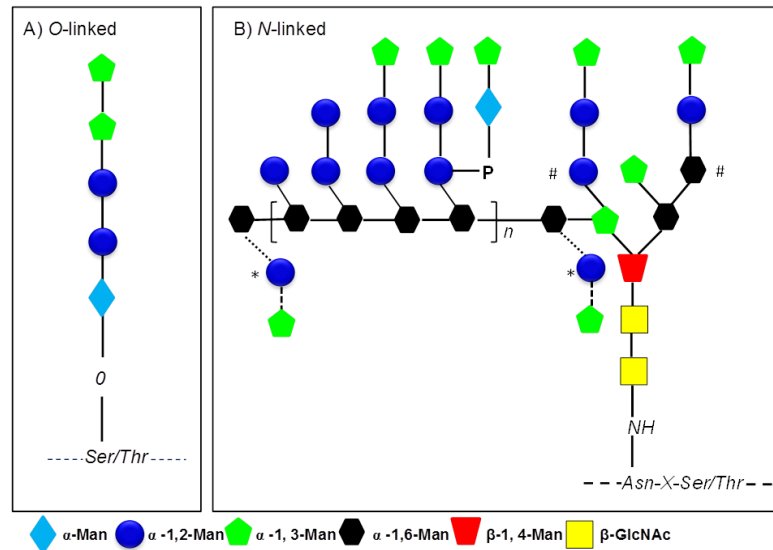 A) O-linked
B) N-linked
P
#
#
n
*
*
0
NH
Ser/Thr
Asn-X-Ser/Thr
α-Man
α -1,2-Man
α -1, 3-Man
α -1,6-Man
β-1, 4-Man
β-GlcNAc